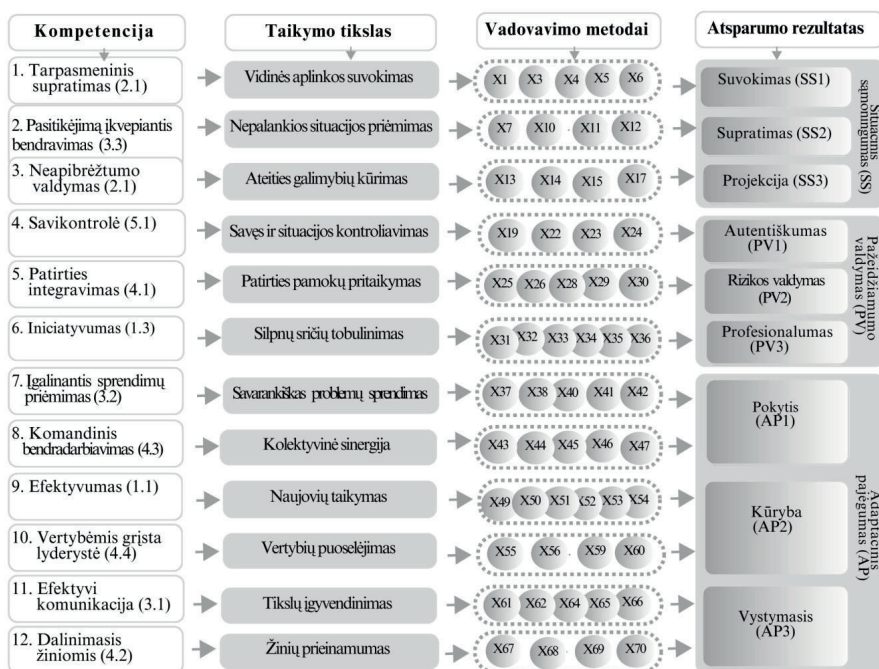 Kompetencija
Taikymo tikslas
Vadovavimo metodai
Atsparumo rezultatas
1. Tarpasmeninis
supratimas (2.1)
Vidinės aplinkos suvokimas
X1 X3 X4 X5 X6
Suvokimas (SS1)
2. Pasitikėjimą įkvepiantis
bendravimas (3.3)
Nepalankios situacijos priėmimas
X7 X10 X11 X12
Supratimas (SS2)
3. Neapibrėžtumo
valdymas (2.1)
Ateities galimybių kūrimas
X13 X14 X15 X17
Projekcija (SS3)
Situacinis
sąmoningumas (SS)
4. Savikontrolė (5.1)
Savęs ir situacijos kontroliavimas
X19 X22 X23 X24
Autentiškumas
(PV1)
5. Patirties
integravimas (4.1)
Patirties pamokų pritaikymas
X25 X26 X28 X29 X30
Rizikos valdymas
(PV2)
6. Iniciatyvumas (1.3)
Silpnų sričių tobulinimas
X31 X32 X33 X34 X35 X36
Profesionalumas
(PV3)
Pažeidžiamumo
valdymas (PV)
7. Įgalinantis sprendimų
priėmimas (3.2)
Savarankiškas problemų sprendimas
X37 X38 X40 X41 X42
Pokytis
(AP1)
8. Komandinis
bendradarbiavimas (4.3)
Kolektyvinė sinergija
X43 X44 X45 X46 X47
9. Efektyvumas (1.1)
Naujovių taikymas
X49 X50 X51 X52 X53 X54
Kūryba
(AP2)
10. Vertybėmis grįsta
lyderystė (4.4)
Vertybių puoselėjimas
X55 X56 X59 X60
11. Efektyvi
komunikacija (3.1)
Tikslų įgyvendinimas
X61 X62 X64 X65 X66
Vystymasis
(AP3)
12. Dalinimasis
žiniomis (4.2)
Žinių prieinamumas
X67 X68 X69 X70
Adaptacinis
pajėgumas (AP)